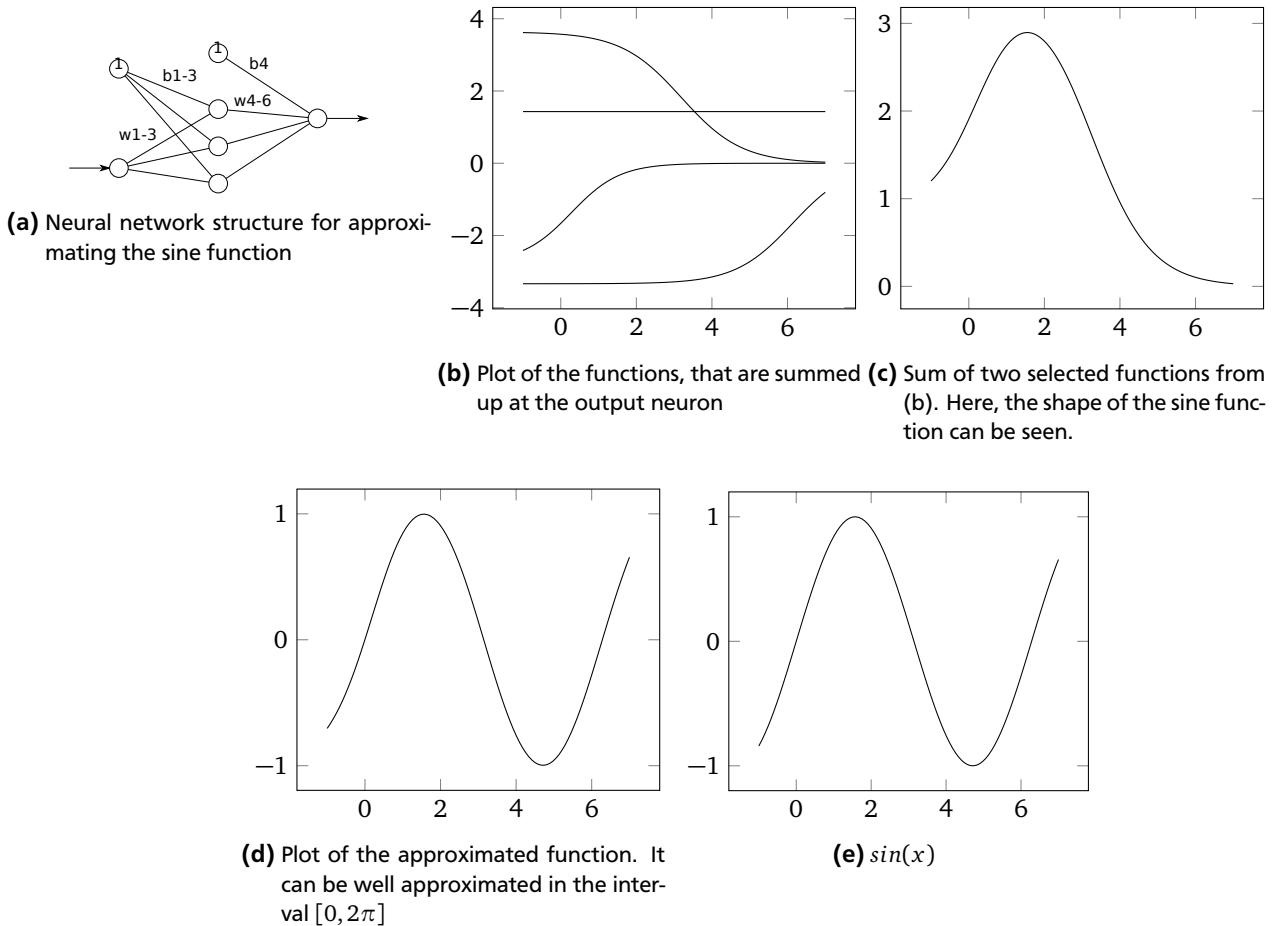 1
1
b1-3
b4
w4-6
w1-3
(a) Neural network structure for approxi-
mating the sine function
4
2
0
−2
−4
0 2 4 6
(b) Plot of the functions, that are summed
up at the output neuron
3
2
1
0
0 2 4 6
(c) Sum of two selected functions from
(b). Here, the shape of the sine func-
tion can be seen.
1
0
−1
0 2 4 6
(d) Plot of the approximated function. It
can be well approximated in the inter-
val [0, 2π]
1
0
−1
0 2 4 6
(e) sin(x)